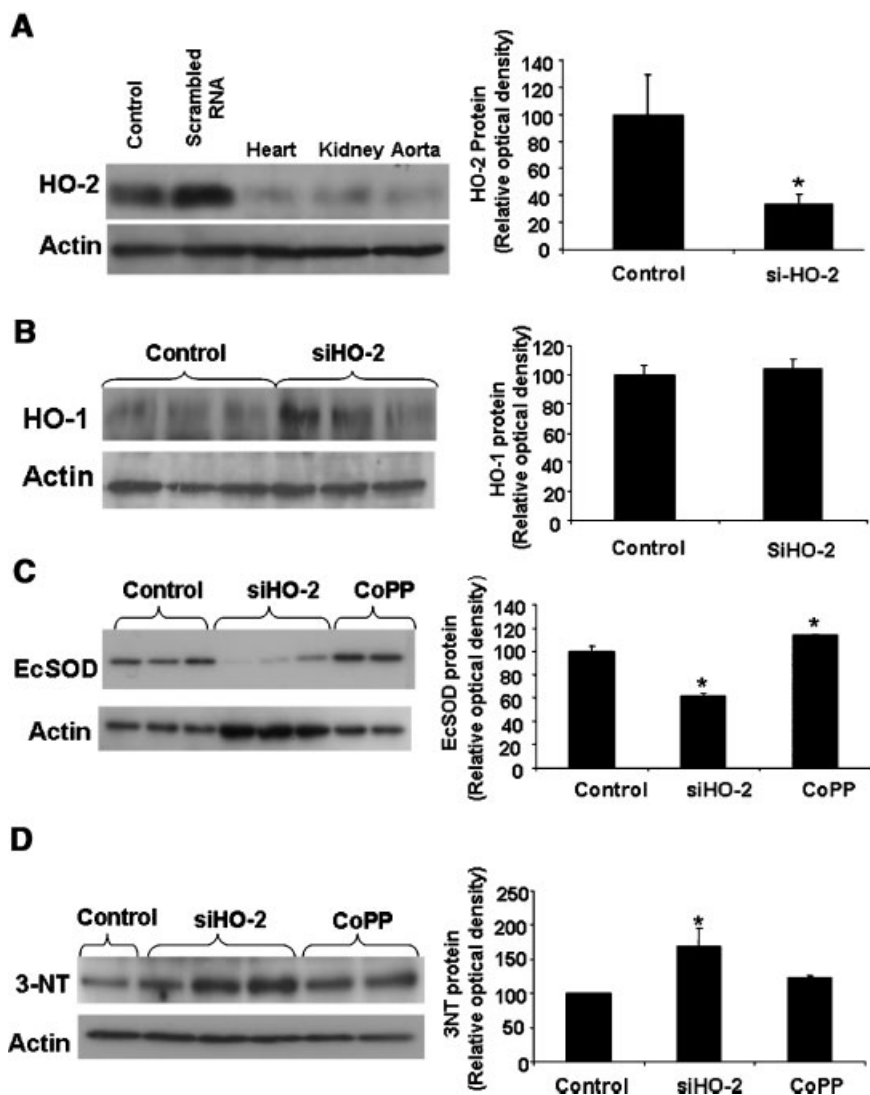 A
Control
Scrambled
RNA
Heart Kidney Aorta
HO-2
Actin
HO-2 Protein
(Relative optical density)
140
120
100
80
60
40
20
0
*
Control si-HO-2
B
Control siHO-2
HO-1
Actin
HO-1 protein
(Relative optical density)
120
100
80
60
40
20
0
Control SiHO-2
C
Control siHO-2 CoPP
EcSOD
Actin
EcSOD protein
(Relative optical density)
140
120
100
80
60
40
20
0
*
*
Control siHO-2 CoPP
D
Control siHO-2 CoPP
3-NT
Actin
3NT protein
(Relative optical density)
250
200
150
100
50
0
*
Control siHO-2 CoPP